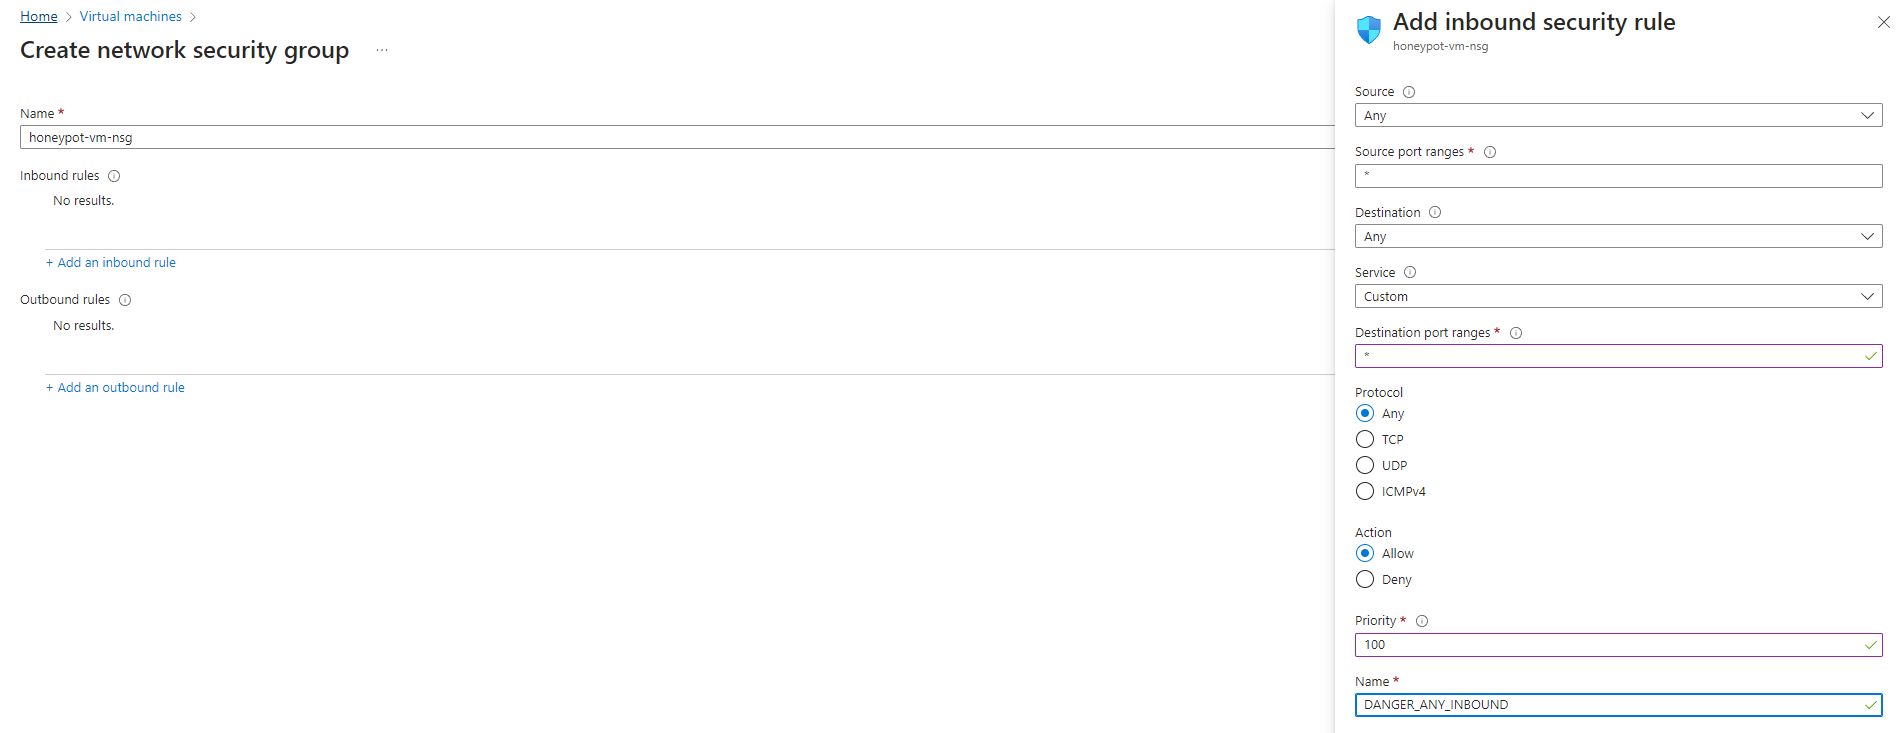 Home > Virtual machines >
Create network security group ...
Name *
honeypot-vm-nsg
Inbound rules
No results.
+ Add an inbound rule
Outbound rules
No results.
+ Add an outbound rule
Add inbound security rule
honeypot-vm-nsg
Source
Any
Source port ranges *
*
Destination
Any
Service
Custom
Destination port ranges *
*
Protocol
Any
TCP
UDP
ICMPv4
Action
Allow
Deny
Priority *
100
Name *
DANGER_ANY_INBOUND